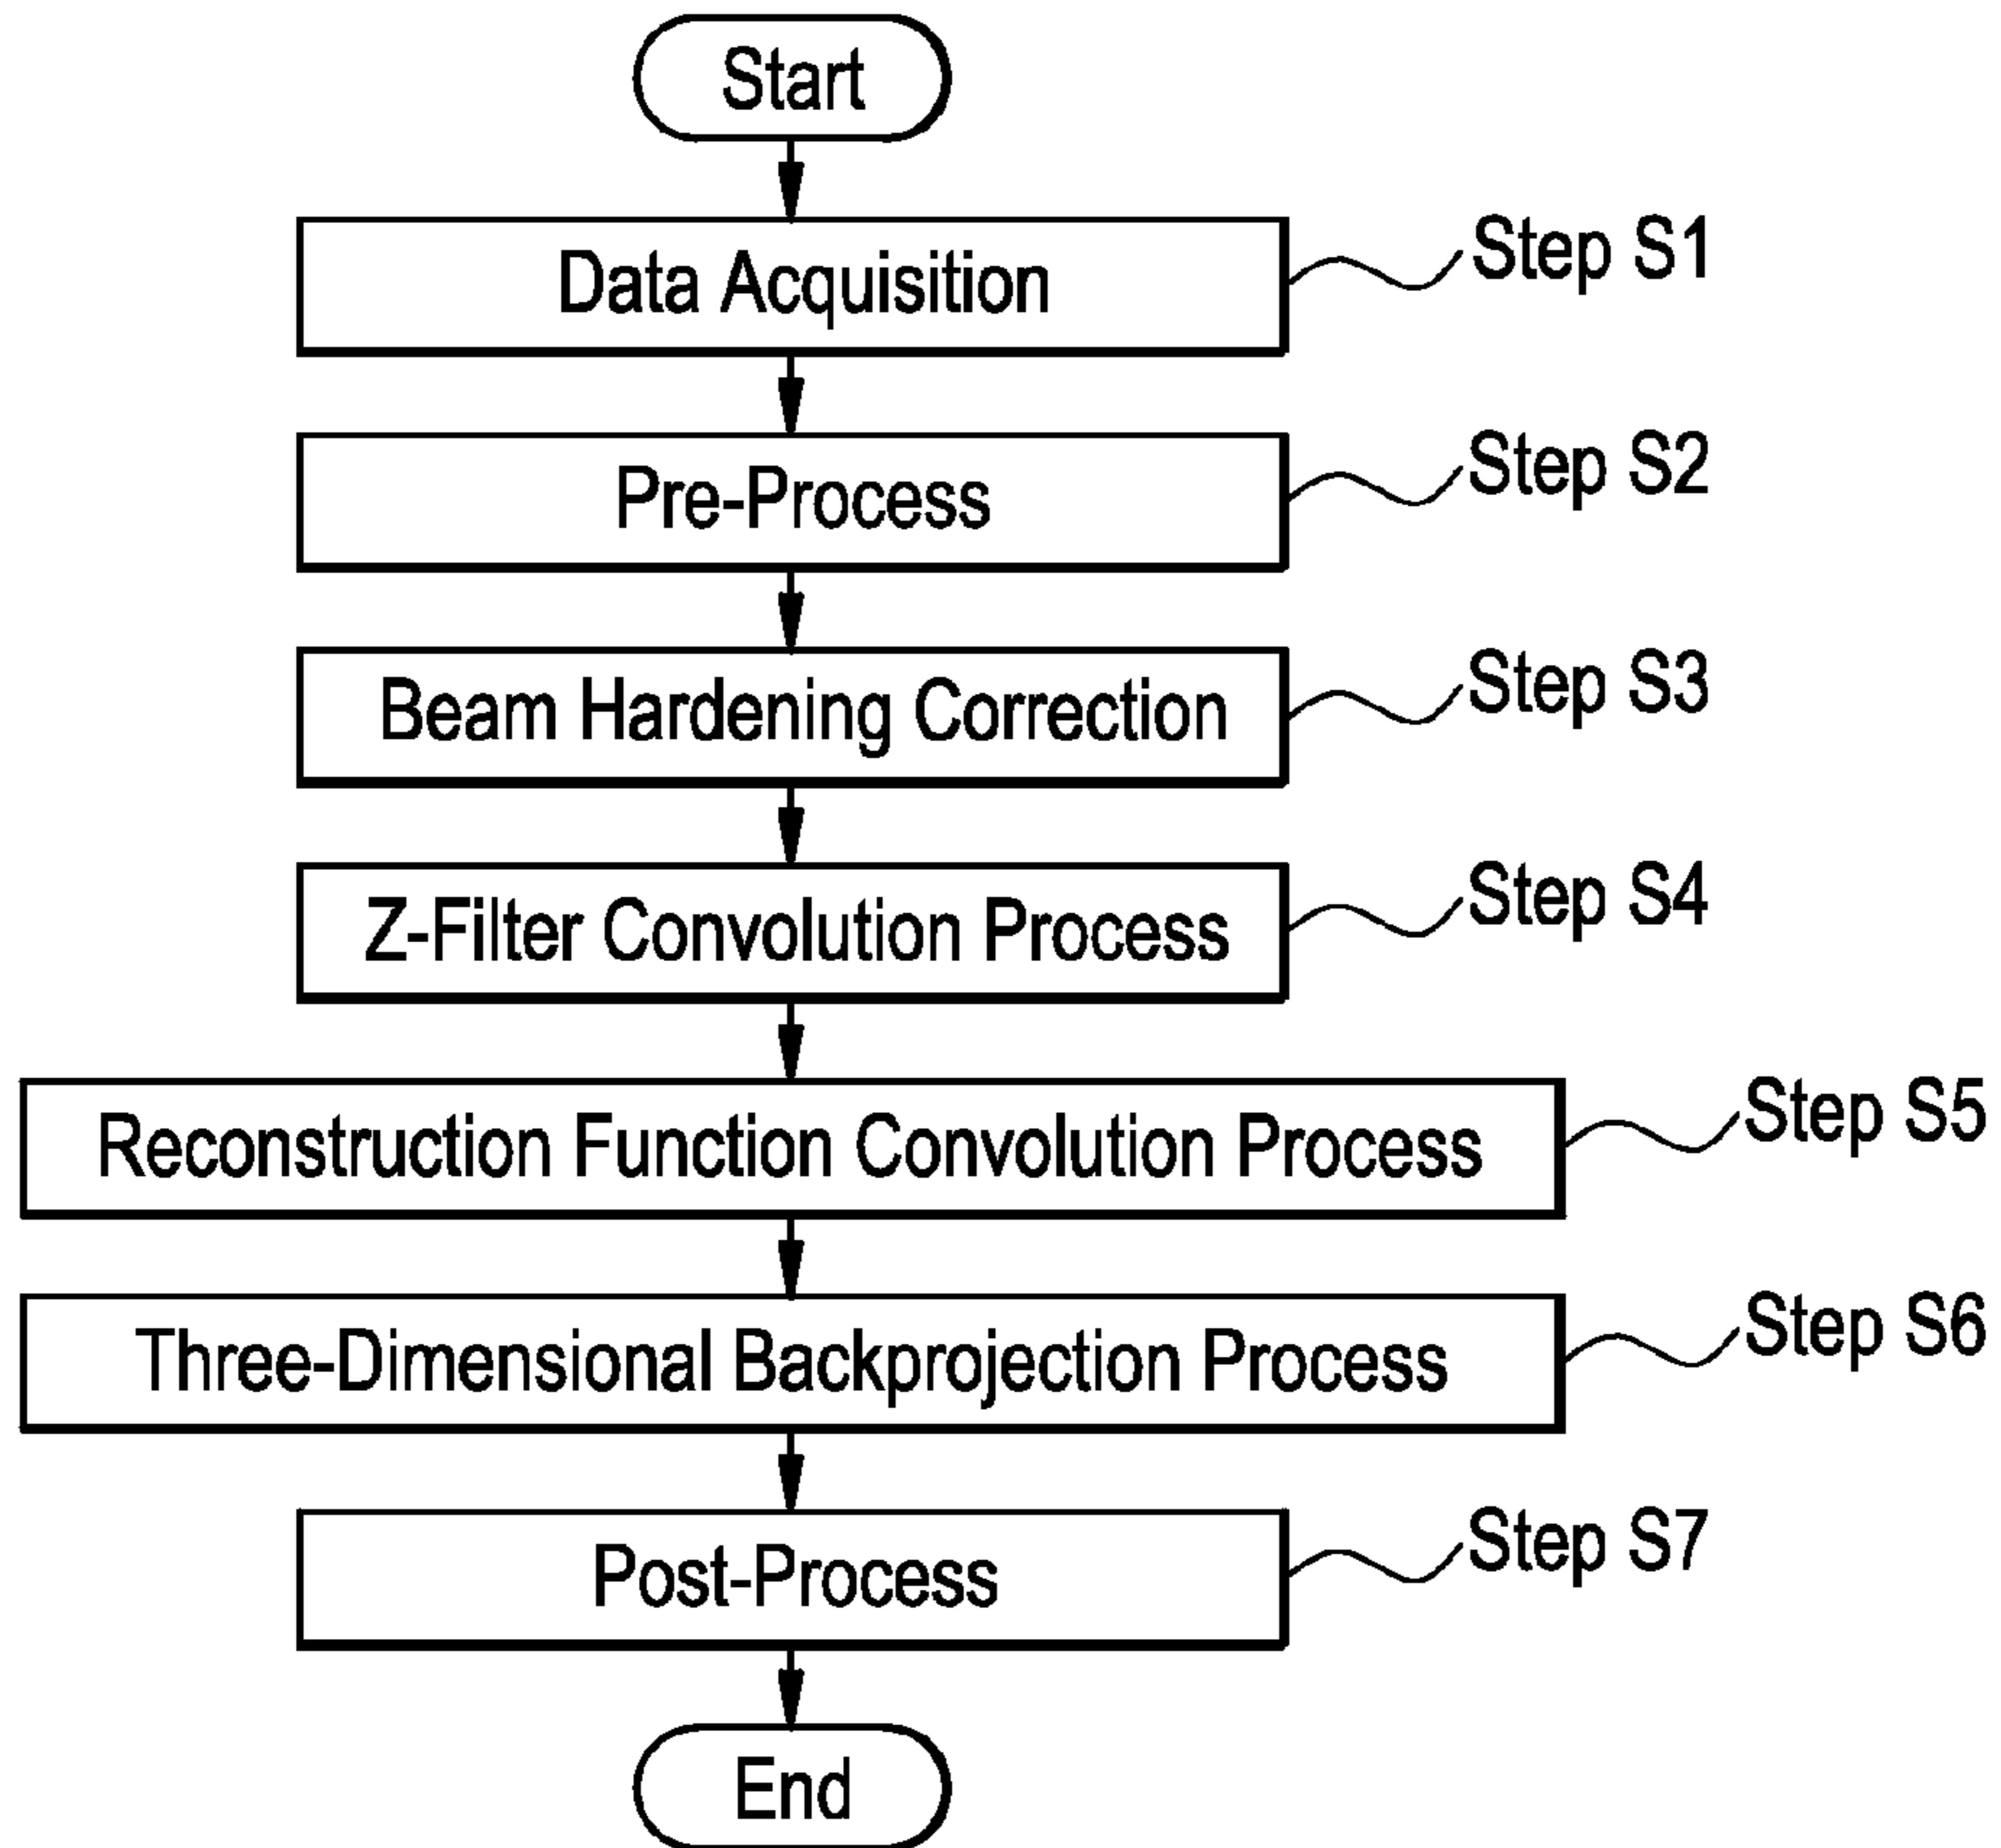 Start
Data Acquisition
Step S1
Pre-Process
Step S2
Beam Hardening Correction
Step S3
Z-Filter Convolution Process
Step S4
Reconstruction Function Convolution Process
Step S5
Three-Dimensional Backprojection Process
Step S6
Post-Process
Step S7
End